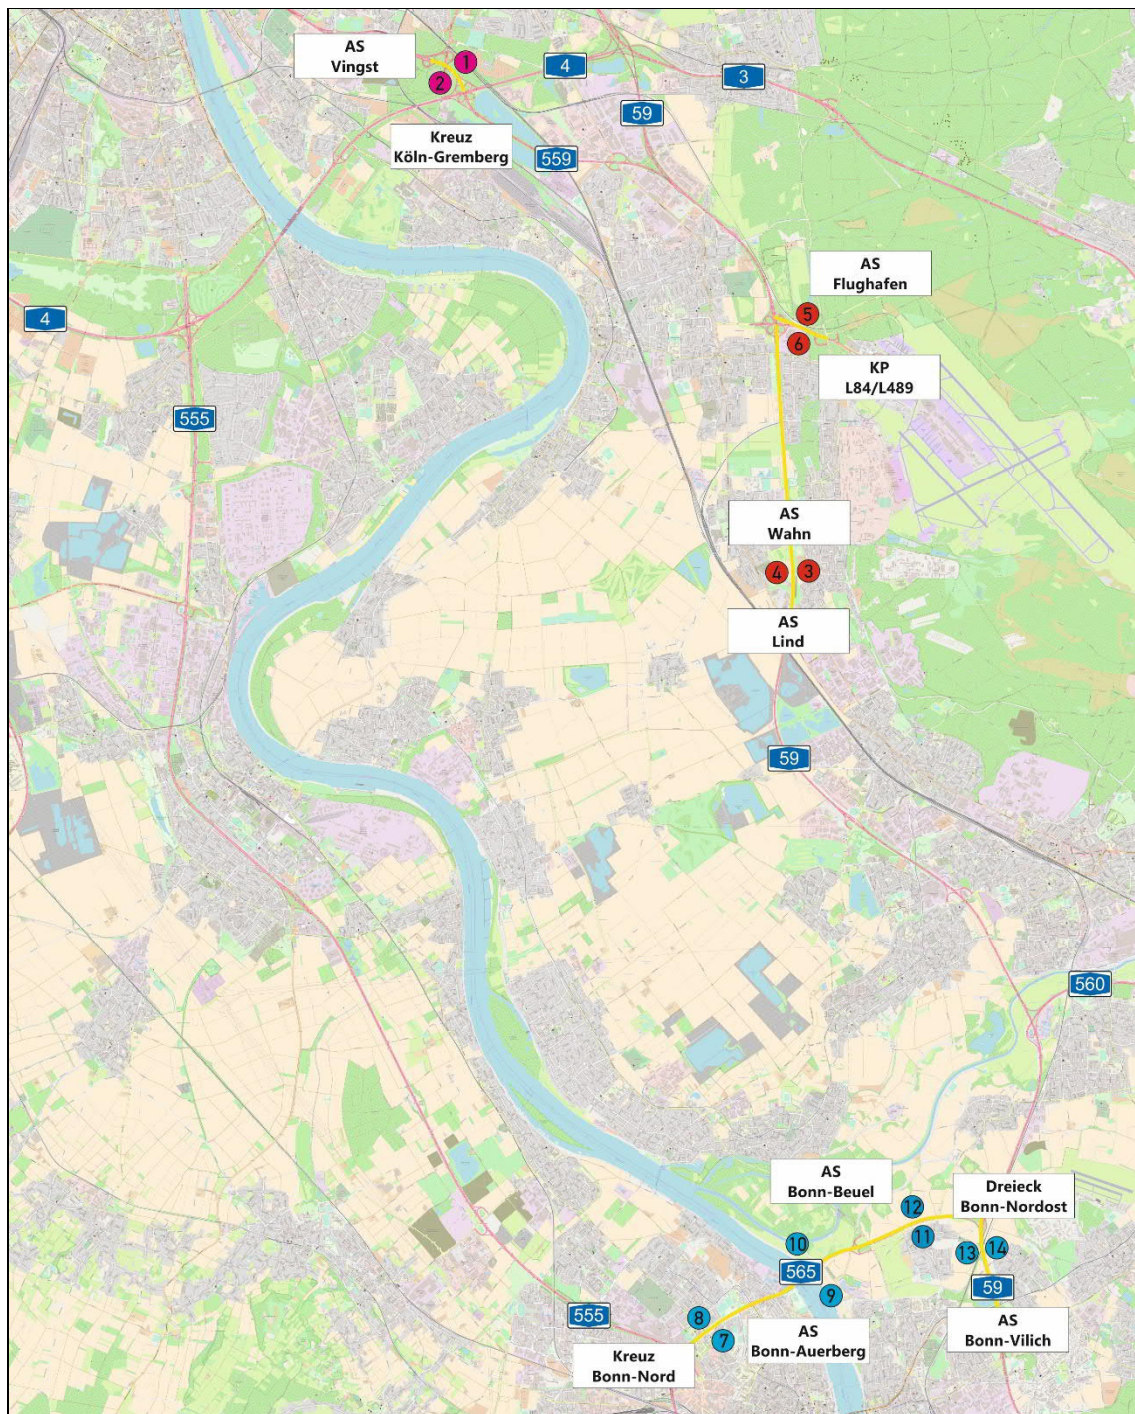 AS
Vingst
1
2
4
3
59
Kreuz
Köln-Gremberg
559
AS
Flughafen
4
5
6
KP
L84/L489
555
AS
Wahn
4
3
AS
Lind
59
560
AS
Bonn-Beuel
Dreieck
Bonn-Nordost
12
11
10
13
14
565
59
9
8
7
555
AS
Bonn-Auerberg
AS
Bonn-Vilich
Kreuz
Bonn-Nord